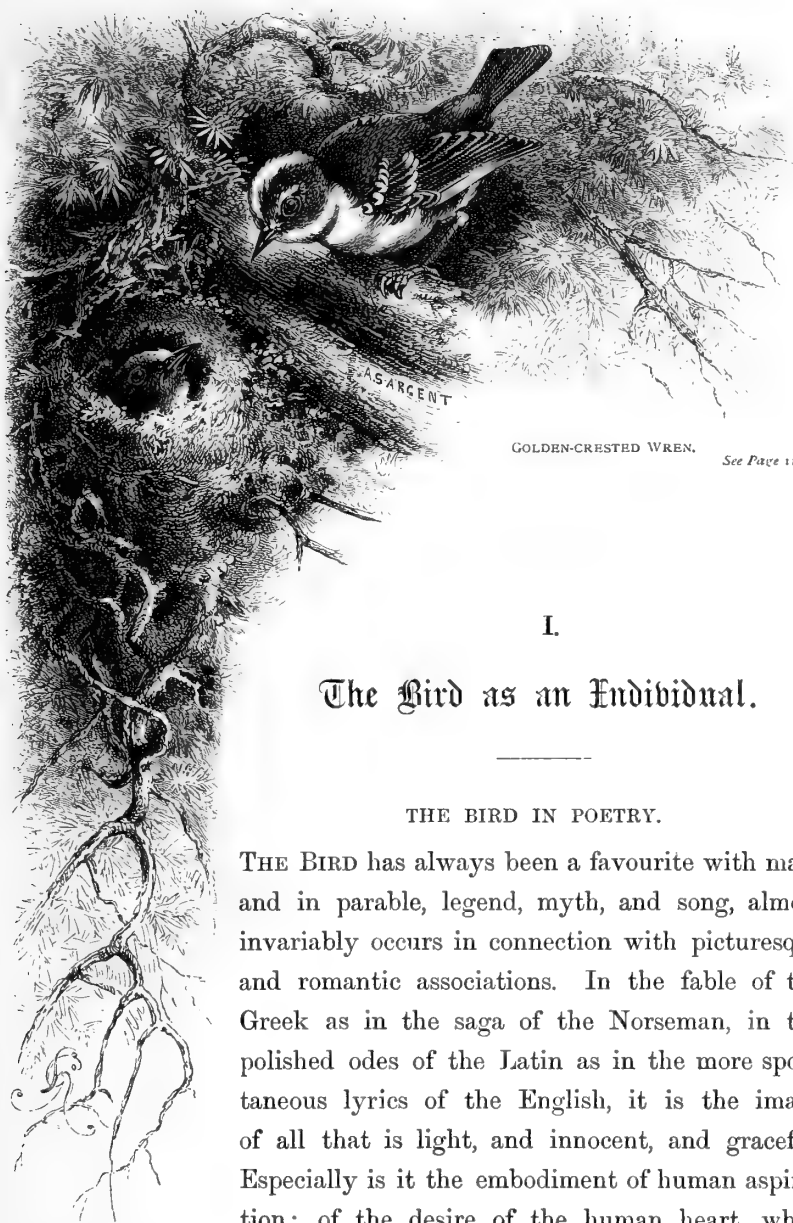 A.SARGENT
GOLDEN-CRESTED WREN.
See Page
I.
The Bird as an Individual.
THE BIRD IN POETRY.
THE BIRD has always been a favourite with
and in parable, legend, myth, and song,
invariably occurs in connection with
and romantic associations. In the fable of
Greek as in the saga of the Norseman, in
polished odes of the Latin as in the more
taneous lyrics of the English, it is the
of all that is light, and innocent, and
Especially is it the embodiment of human
tion; of the desire of the human heart,